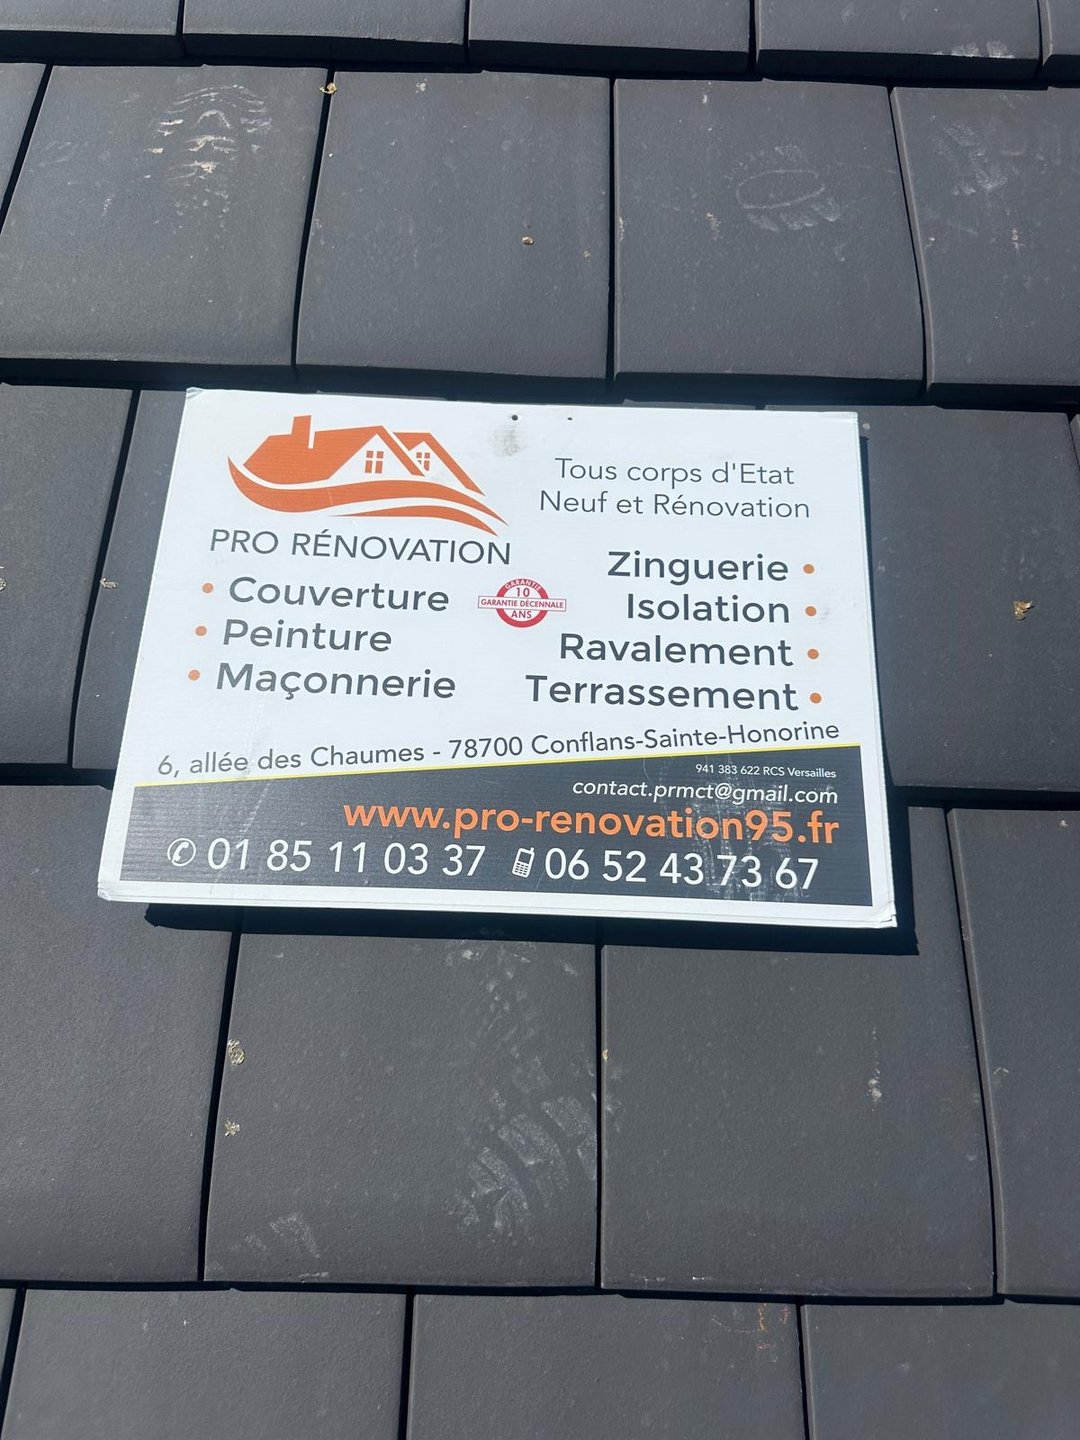 Tous corps d'Etat
Neuf et Rénovation
PRO RÉNOVATION
• Couverture
• Peinture
• Maçonnerie
GARANTIE
10
GARANTIE DÉCENNALE
ANS
Zinguerie •
Isolation •
Ravalement •
Terrassement •
6, allée des Chaumes - 78700 Conflans-Sainte-Honorine
941 383 622 RCS Versailles
contact.prmct@gmail.com
www.pro-renovation95.fr
01 85 11 03 37 06 52 43 73 67